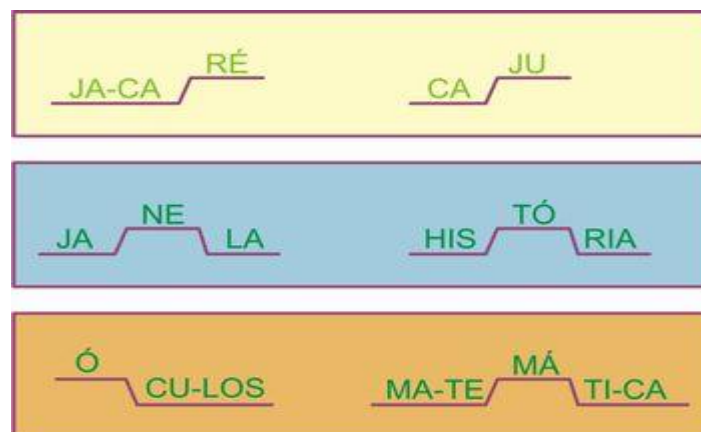 JA-CA RÉ CA JU
JA NE LA HIS TÓ RIA
Ó CU-LOS MA-TE MÁ TI-CA